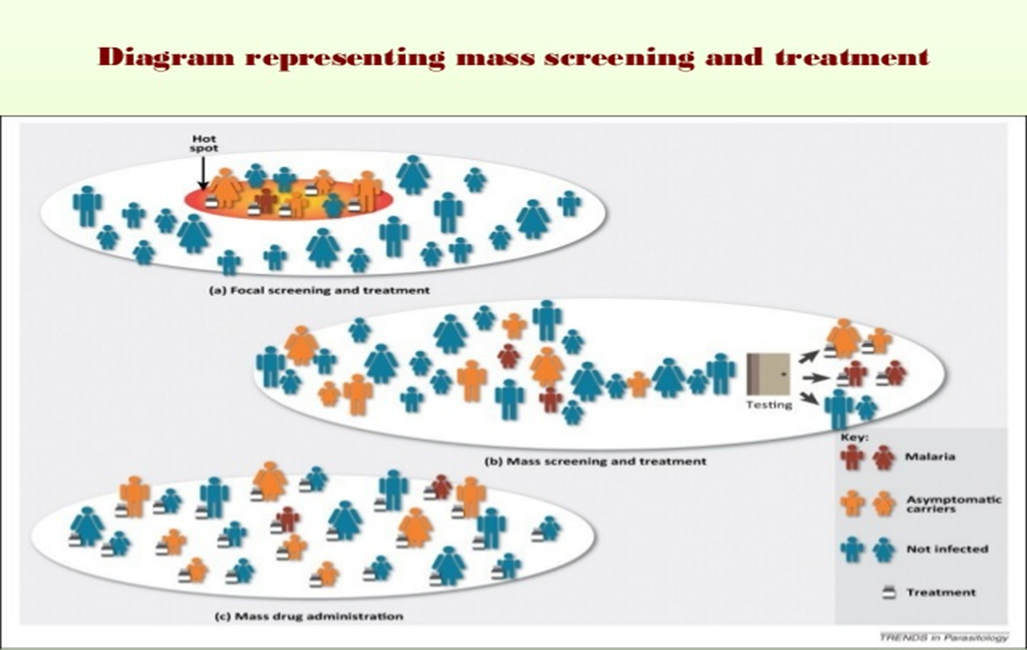 Diagram representing mass screening and treatment
Hot
spot
(a) Focal screening and treatment
Testing
(b) Mass screening and treatment
Key:
Malaria
Asymptomatic
carriers
Not infected
Treatment
(c) Mass drug administration
TRENDS in Parasitology